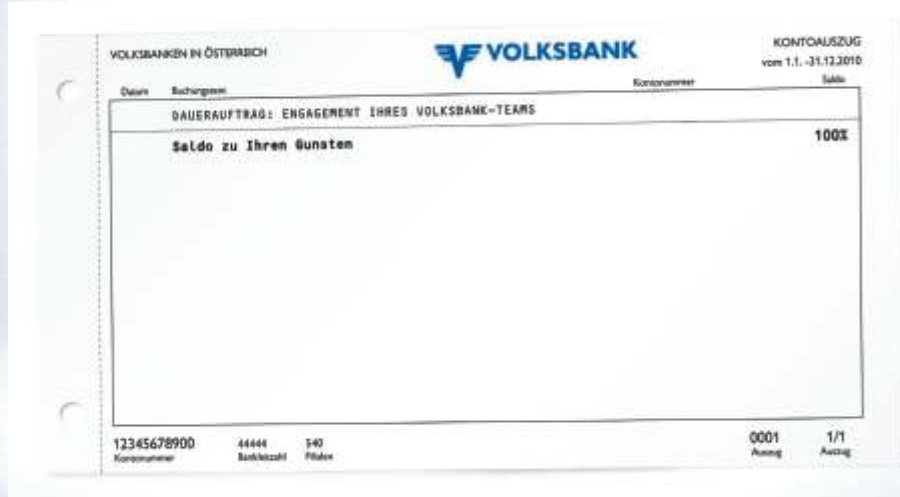 VOLKSBANKEN IN ÖSTERREICH
VOLKSBANK
KONTOAUSZUG
vom 1.1. -31.12.2010
Datum Buchungstext Kontonummer Saldo
DAUERAUFTRAG: ENGAGEMENT IHRES VOLKSBANK-TEAMS
Saldo zu Ihren Gunsten 100%
12345678900 44444 540 0001 1/1
Kontonummer Bankleitzahl Filialen Auszug Auszug